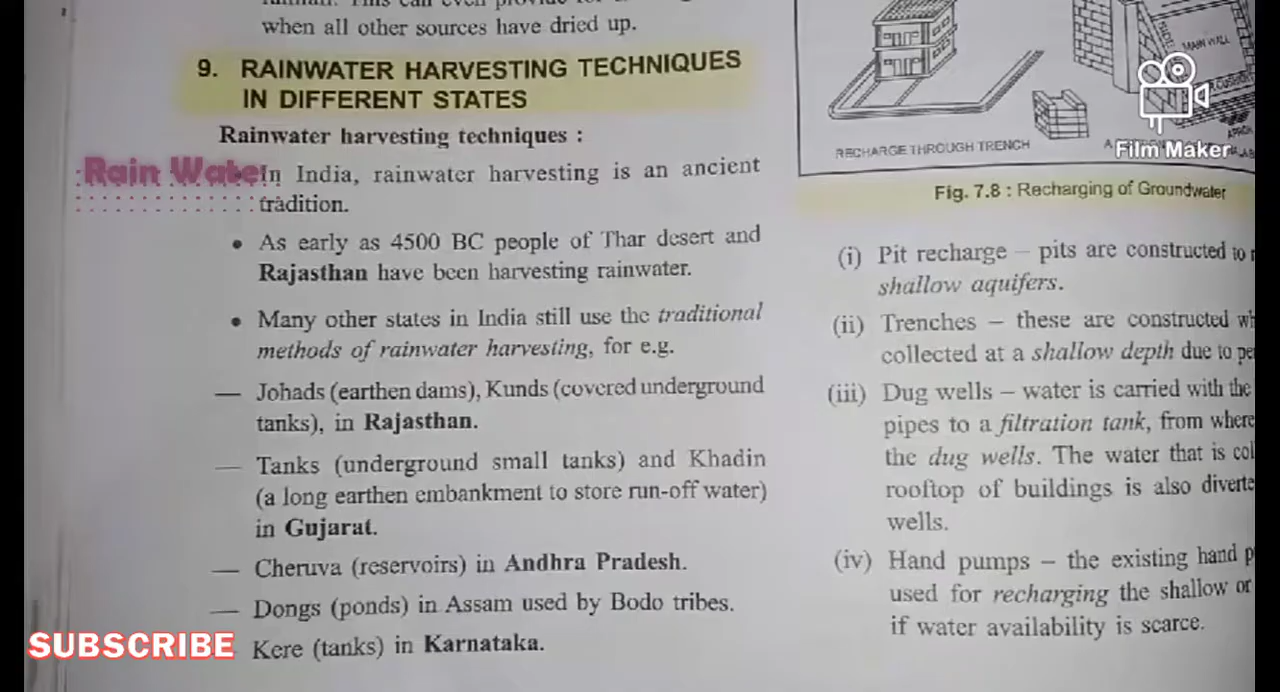 when all other sources have dried up.
9. RAINWATER HARVESTING TECHNIQUES
IN DIFFERENT STATES
Rainwater harvesting techniques :
Rain Wate
In India, rainwater harvesting is an ancient
tradition.
• As early as 4500 BC people of Thar desert and
Rajasthan have been harvesting rainwater.
• Many other states in India still use the traditional
methods of rainwater harvesting, for e.g.
— Johads (earthen dams), Kunds (covered underground
tanks), in Rajasthan.
— Tanks (underground small tanks) and Khadin
(a long earthen embankment to store run-off water)
in Gujarat.
— Cheruva (reservoirs) in Andhra Pradesh.
— Dongs (ponds) in Assam used by Bodo tribes.
Kere (tanks) in Karnataka.
SUBSCRIBE
MAIN WALL
RECHARGE THROUGH TRENCH
Film Maker
Fig. 7.8 : Recharging of Groundwater
(i) Pit recharge – pits are constructed to
shallow aquifers.
(ii) Trenches – these are constructed
collected at a shallow depth due to
(iii) Dug wells – water is carried with the
pipes to a filtration tank, from where
the dug wells. The water that is
rooftop of buildings is also
wells.
(iv) Hand pumps – the existing hand
used for recharging the shallow or
if water availability is scarce.